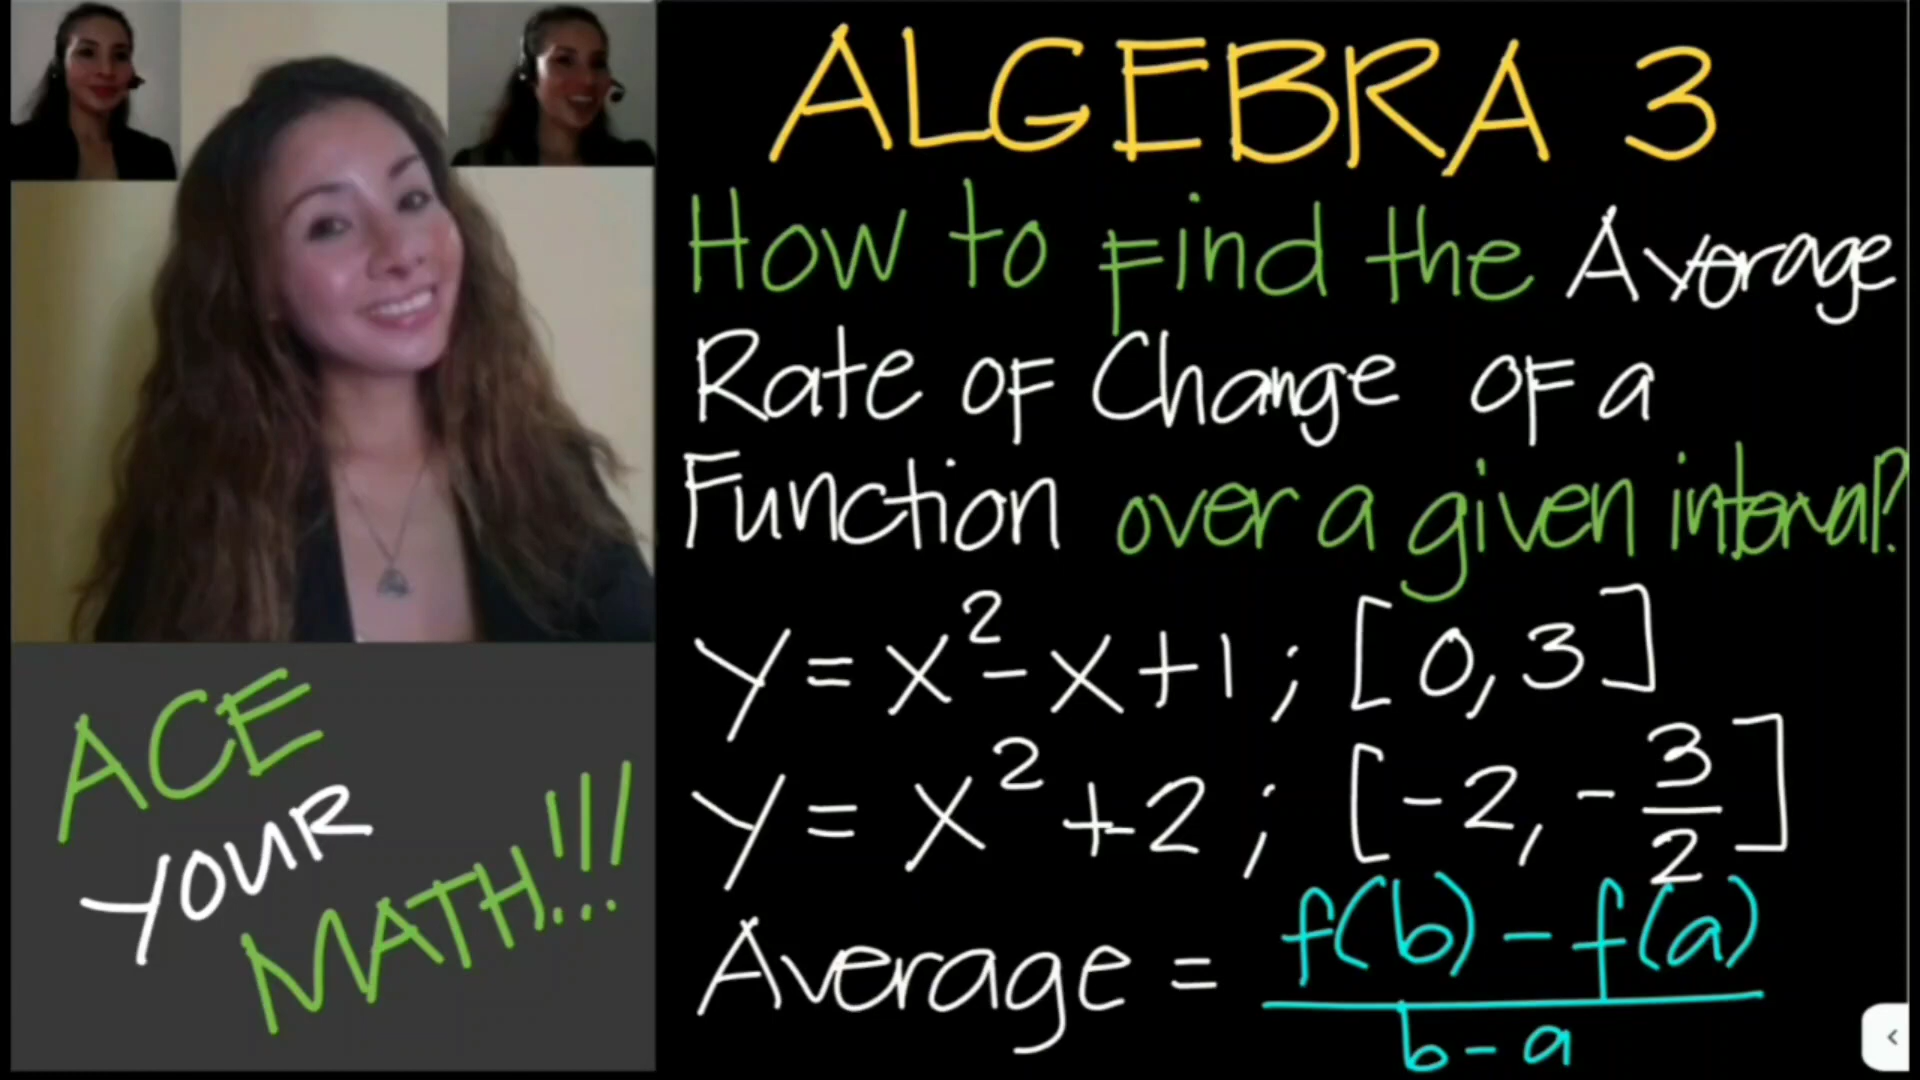 ALGEBRA 3
How to Find the Average
Rate of Change of a
Function over a given interval?
y = x² - x + 1 ; [0, 3]
y = x² + 2 ; [-2, -3/2]
Average = f(b) - f(a) / b - a
ACE
YOUR
MATH!!!